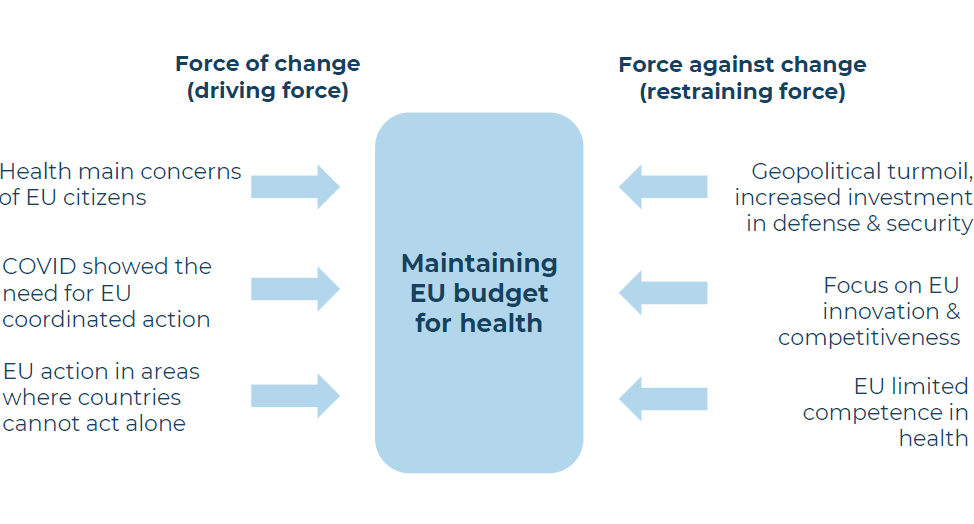 Force of change
(driving force)
Force against change
(restraining force)
Health main concerns
of EU citizens
COVID showed the
need for EU
coordinated action
EU action in areas
where countries
cannot act alone
Maintaining
EU budget
for health
Geopolitical turmoil,
increased investment
in defense & security
Focus on EU
innovation &
competitiveness
EU limited
competence in
health